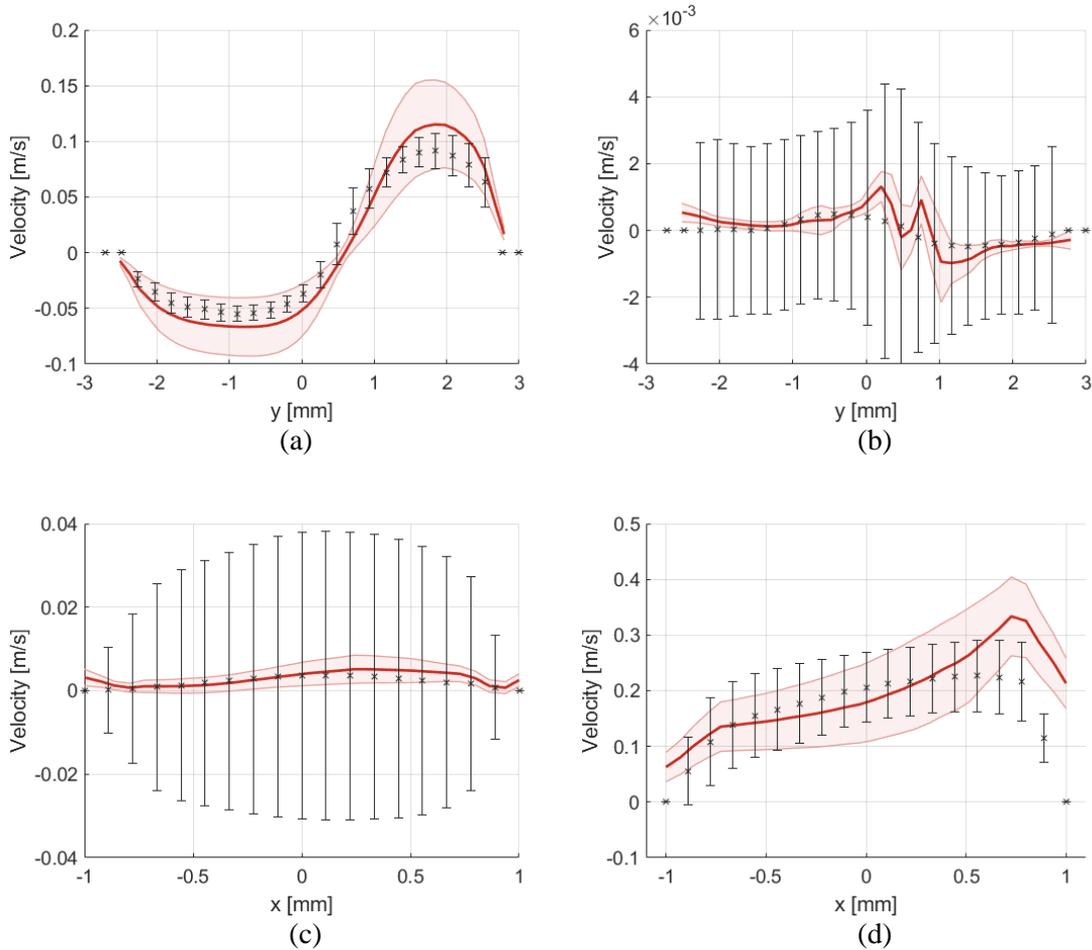 0.2
0.15
0.1
0.05
0
-0.05
-0.1
Velocity [m/s]
-3 -2 -1 0 1 2 3
y [mm]
(a)
×10-3
6
4
2
0
-2
-4
Velocity [m/s]
-3 -2 -1 0 1 2 3
y [mm]
(b)
0.04
0.02
0
-0.02
-0.04
Velocity [m/s]
-1 -0.5 0 0.5 1
x [mm]
(c)
0.5
0.4
0.3
0.2
0.1
0
-0.1
Velocity [m/s]
-1 -0.5 0 0.5 1
x [mm]
(d)